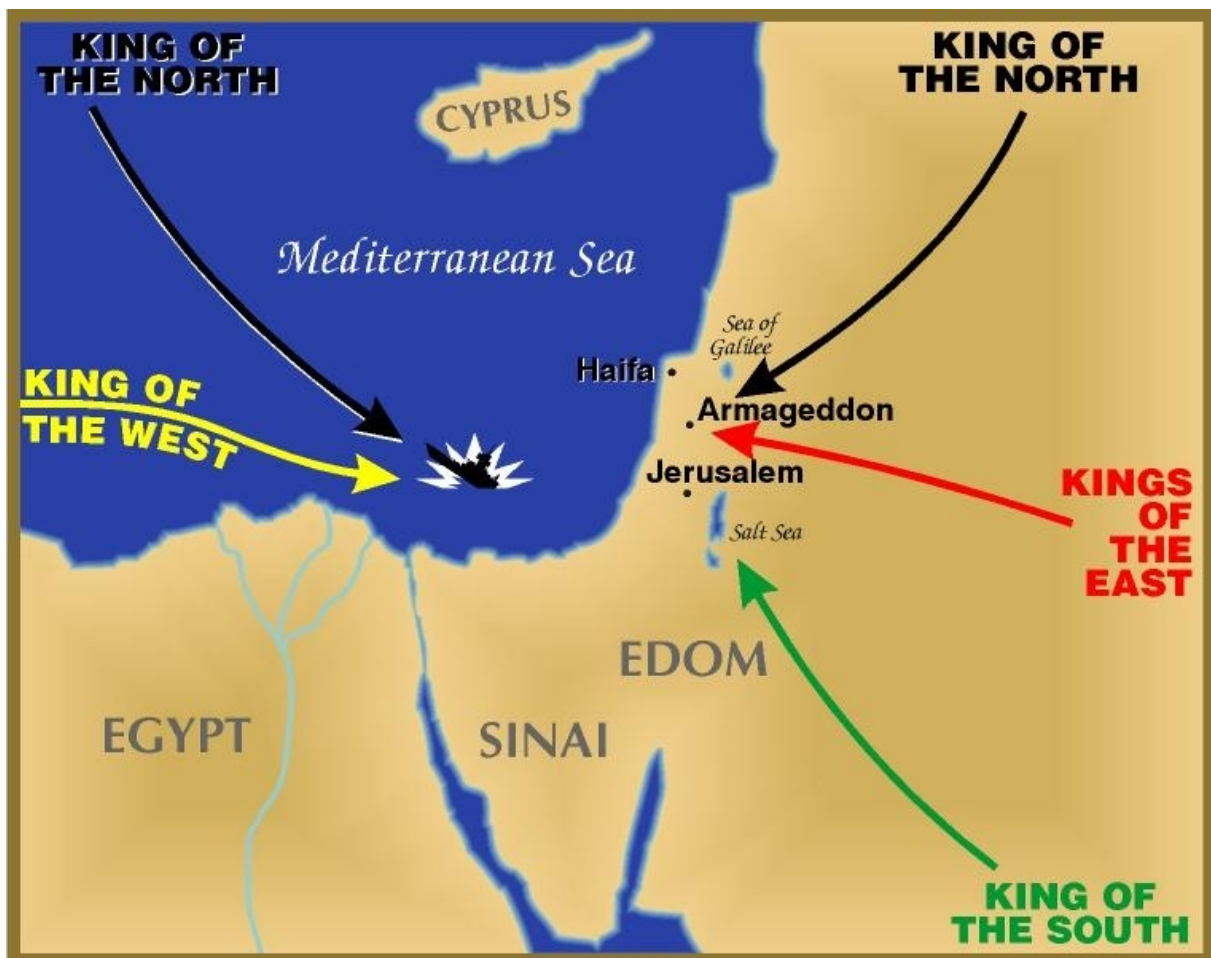 KING OF
THE NORTH
KING OF
THE NORTH
CYPRUS
Mediterranean Sea
Sea of
Galilee
Haifa
KING OF
THE WEST
Armageddon
Jerusalem
KINGS
OF
THE
EAST
Salt Sea
EDOM
EGYPT
SINAI
KING OF
THE SOUTH